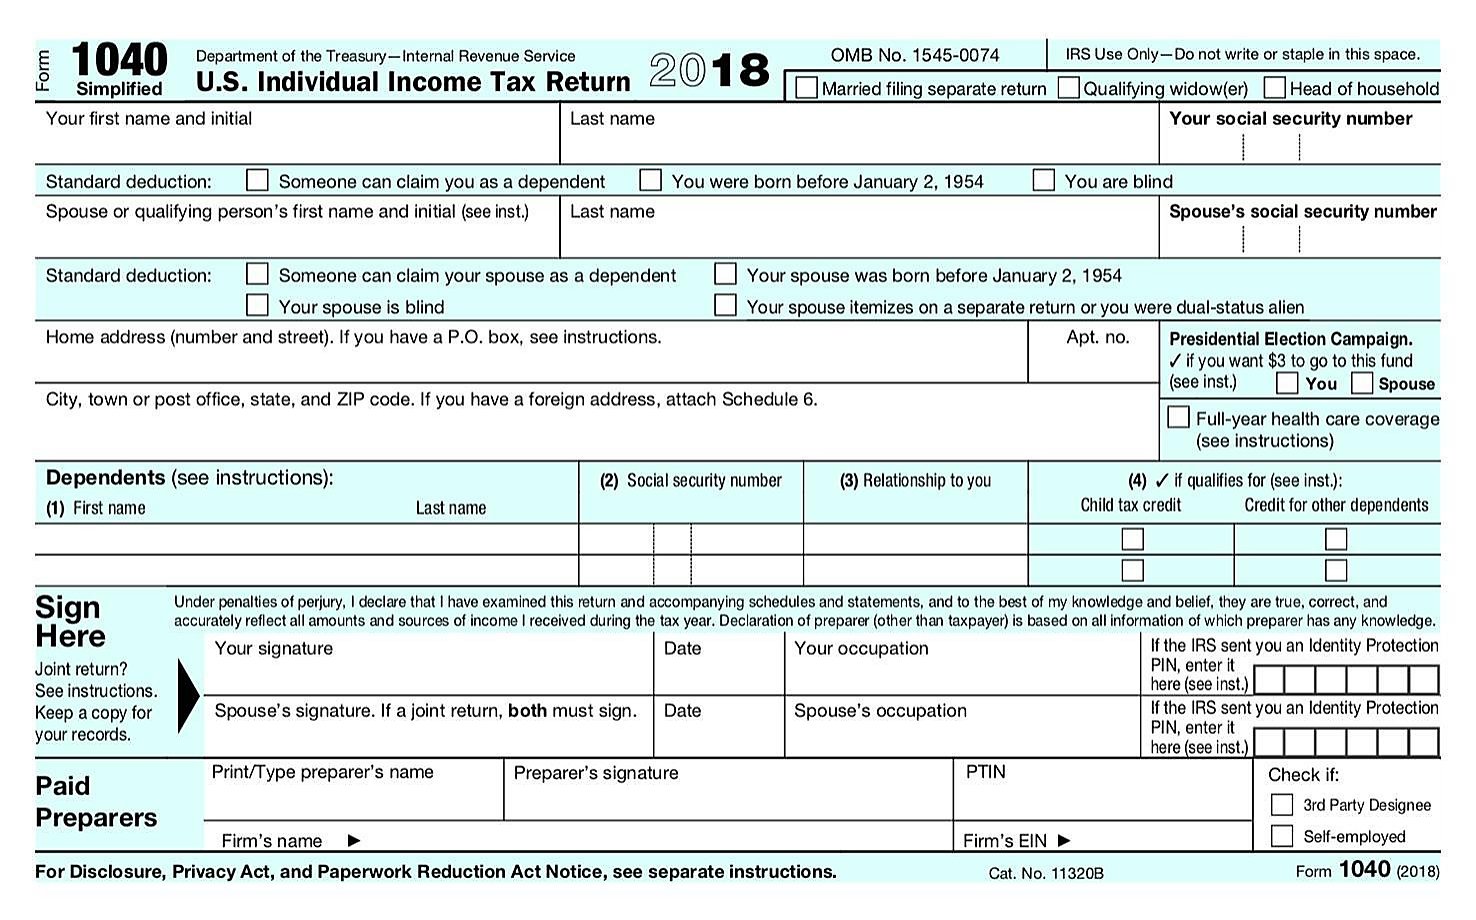 Form 1040 Simplified
Department of the Treasury—Internal Revenue Service
U.S. Individual Income Tax Return
2018
OMB No. 1545-0074
IRS Use Only—Do not write or staple in this space.
Married filing separate return Qualifying widow(er) Head of household
Your first name and initial Last name Your social security number
Standard deduction: Someone can claim you as a dependent You were born before January 2, 1954 You are blind
Spouse or qualifying person's first name and initial (see inst.) Last name Spouse's social security number
Standard deduction: Someone can claim your spouse as a dependent Your spouse was born before January 2, 1954
Your spouse is blind Your spouse itemizes on a separate return or you were dual-status alien
Home address (number and street). If you have a P.O. box, see instructions. Apt. no.
Presidential Election Campaign.
✓ if you want $3 to go to this fund
(see inst.) You Spouse
City, town or post office, state, and ZIP code. If you have a foreign address, attach Schedule 6.
Full-year health care coverage
(see instructions)
Dependents (see instructions): (2) Social security number (3) Relationship to you (4) ✓ if qualifies for (see inst.):
(1) First name Last name Child tax credit Credit for other dependents
Sign
Here
Joint return?
See instructions.
Keep a copy for
your records.
Under penalties of perjury, I declare that I have examined this return and accompanying schedules and statements, and to the best of my knowledge and belief, they are true, correct, and
accurately reflect all amounts and sources of income I received during the tax year. Declaration of preparer (other than taxpayer) is based on all information of which preparer has any knowledge.
Your signature Date Your occupation
If the IRS sent you an Identity Protection
PIN, enter it
here (see inst.)
Spouse's signature. If a joint return, both must sign. Date Spouse's occupation
If the IRS sent you an Identity Protection
PIN, enter it
here (see inst.)
Paid
Preparers
Print/Type preparer's name Preparer's signature PTIN Check if:
3rd Party Designee
Firm's name ▶ Firm's EIN ▶ Self-employed
For Disclosure, Privacy Act, and Paperwork Reduction Act Notice, see separate instructions. Cat. No. 11320B Form 1040 (2018)